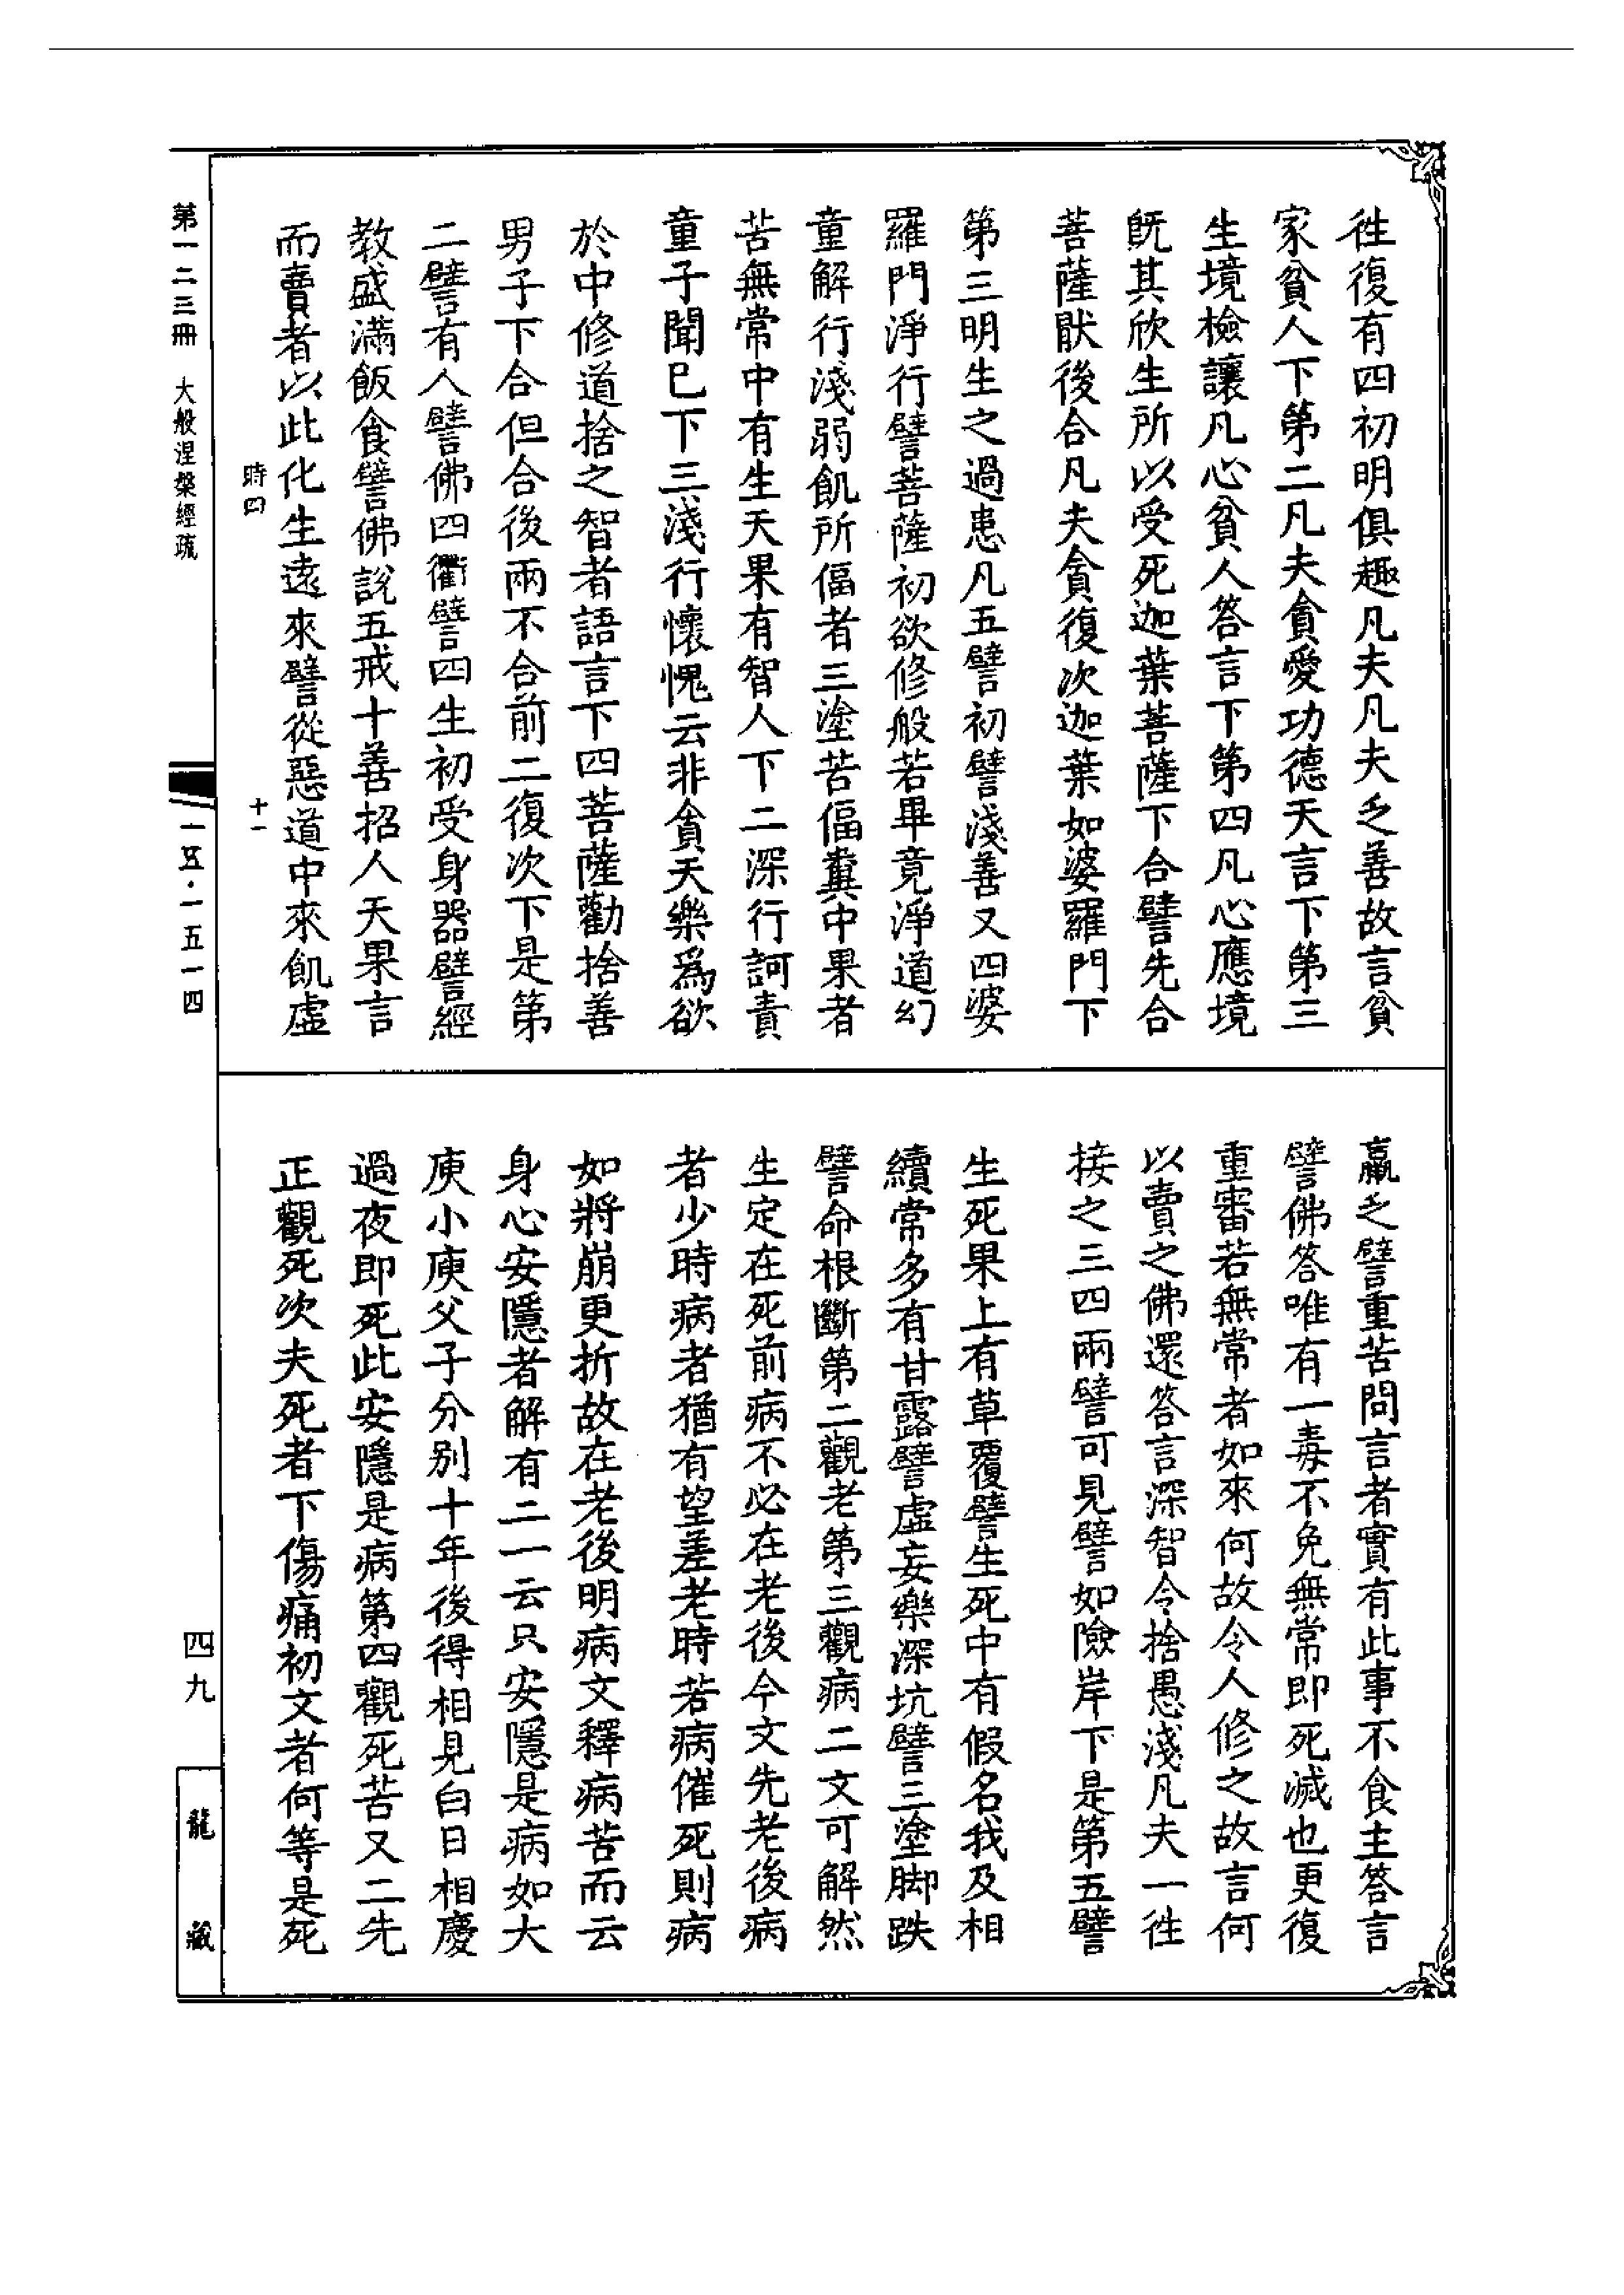 徃復有四初明俱趣凡夫凡夫乏善故言貧
家貧人下第二凡夫貪愛功德天言下第三
生境檢讓凡心貧人答言下第四凡心應境
既其欣生所以受死迦葉菩薩下合譬先合
菩薩猒後合凡夫貪復次迦葉如婆羅門下
第三明生之過患凡五譬初譬淺善又四婆
羅門淨行譬菩薩初欲修般若畢竟淨道幻
童解行淺弱飢所偪者三塗苦偪糞中果者
苦無常中有生天果有智人下二深行訶責
童子聞巳下三淺行懷愧云非貪天樂爲欲
於中修道捨之智者語言下四菩薩勸捨善
男子下合但合後兩不合前二復次下是第
二譬有人譬佛四衢譬四生初受身器譬經
教盛滿飯食譬佛說五戒十善招人天果言
而賣者以此化生遠來譬從惡道中來飢虛
羸乏譬重苦問言者實有此事不食主答言
譬佛答唯有一毒不免無常即死滅也更復
重審若無常者如來何故令人修之故言何
以賣之佛還答言深智令捨愚淺凡夫一徃
接之三四兩譬可見譬如險岸下是第五譬
生死果上有草覆譬生死中有假名我及相
續常多有甘露譬虛妄樂深坑譬三塗脚跌
譬命根斷第二觀老第三觀病二文可解然
生定在死前病不必在老後今文先老後病
者少時病者猶有望差老時若病催死則病
如將崩更折故在老後明病文釋病苦而云
身心安隱者解有二一云只安隱是病如大
庾小庾父子分別十年後得相見白日相慶
過夜即死此安隱是病第四觀死苦又二先
正觀死次夫死者下傷痛初文者何等是死
時四
十一
第一二三冊 大般涅槃經疏
一五·一五一四
四九
龍藏